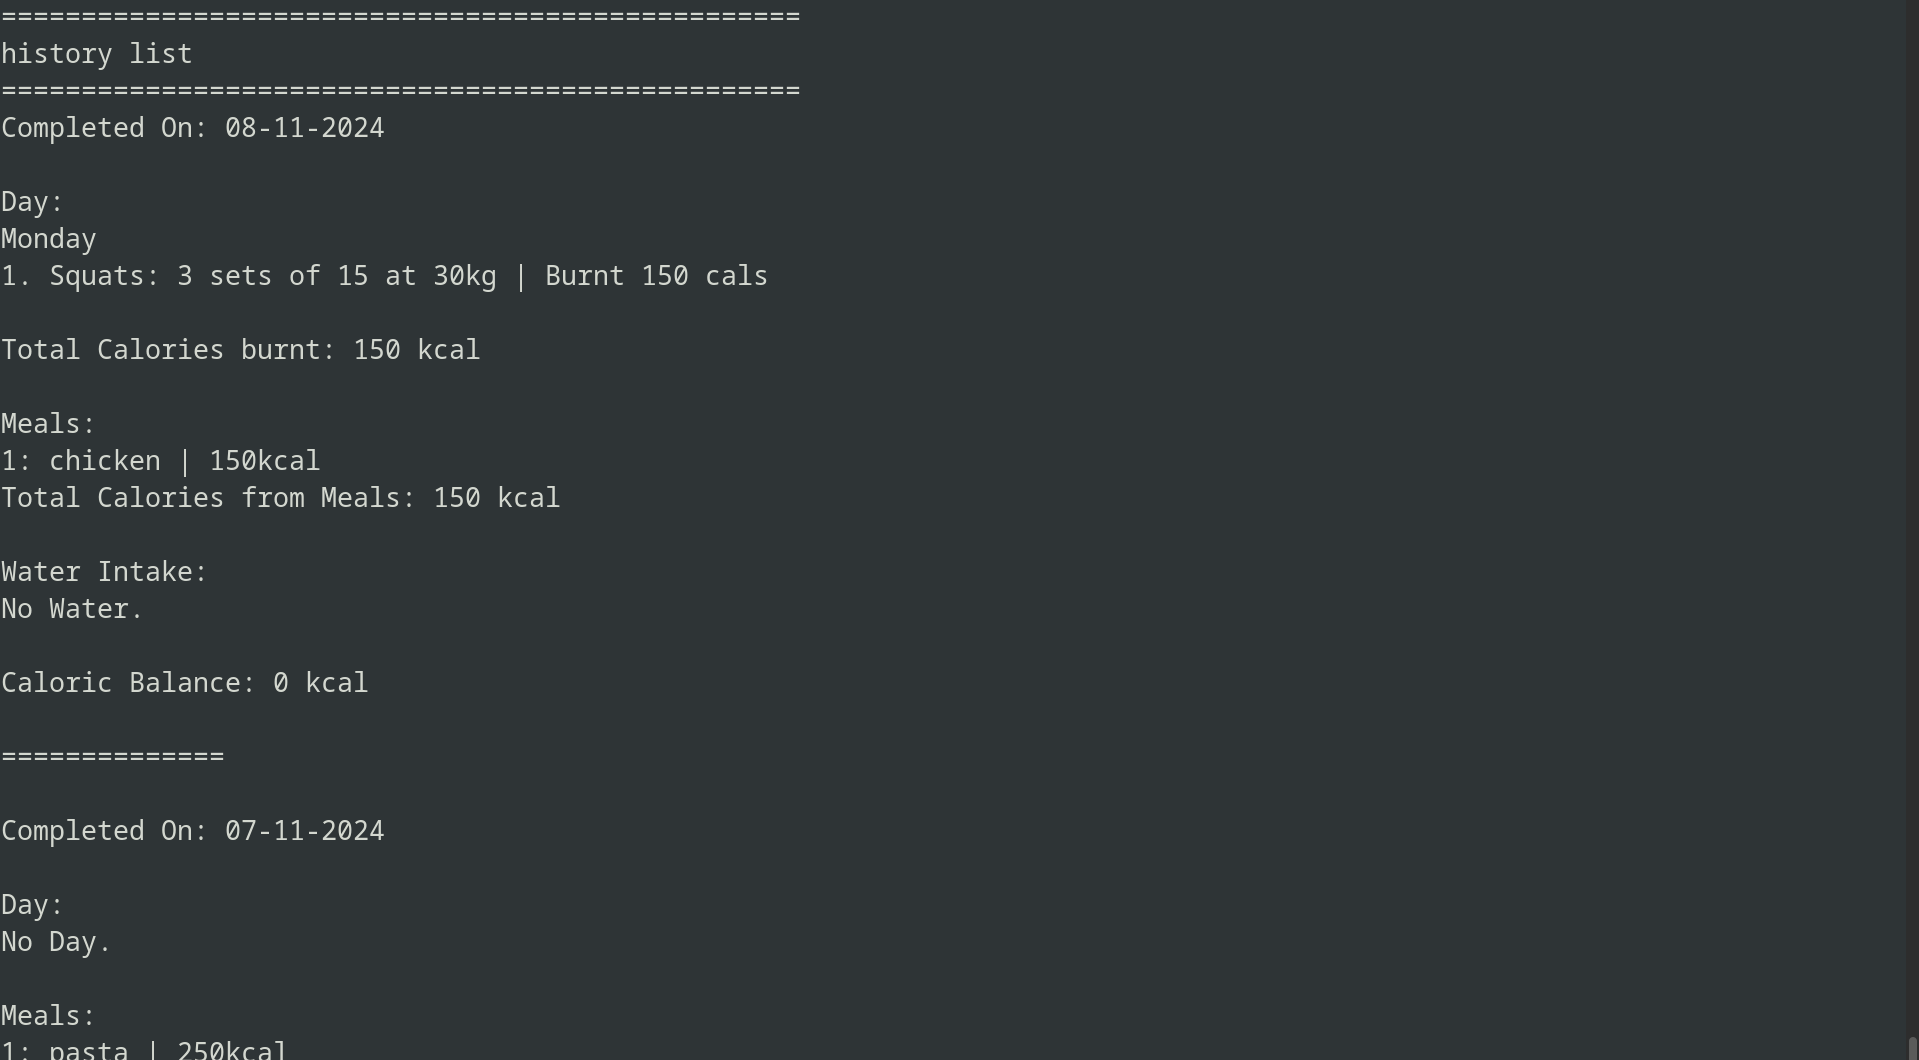 ==================================================
history list
==================================================
Completed On: 08-11-2024
Day:
Monday
1. Squats: 3 sets of 15 at 30kg | Burnt 150 cals
Total Calories burnt: 150 kcal
Meals:
1: chicken | 150kcal
Total Calories from Meals: 150 kcal
Water Intake:
No Water.
Caloric Balance: 0 kcal
==============
Completed On: 07-11-2024
Day:
No Day.
Meals:
1: pasta | 250kcal